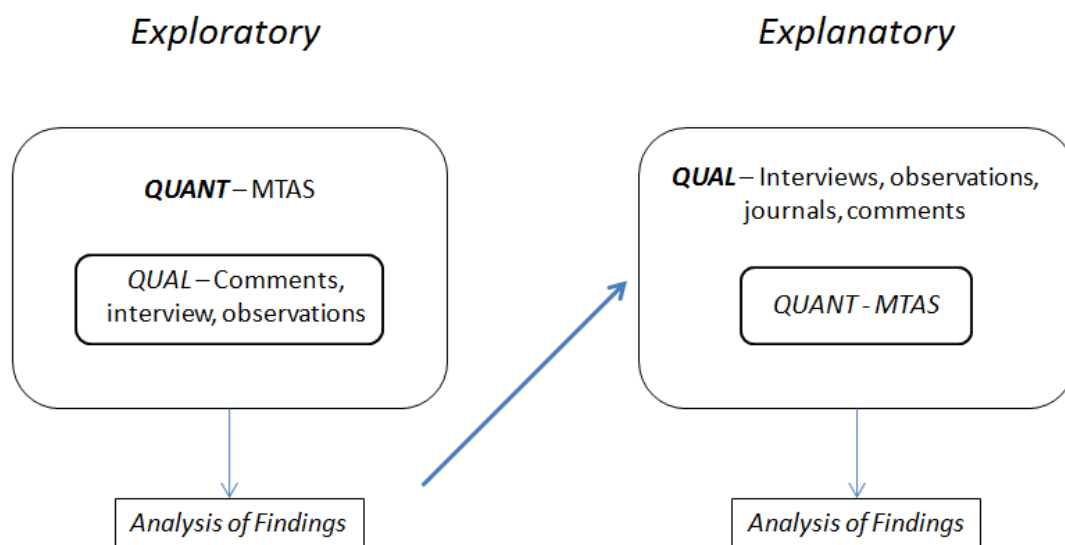 Exploratory
QUANT – MTAS
QUAL – Comments,
interview, observations
Analysis of Findings
Explanatory
QUAL – Interviews, observations,
journals, comments
QUANT - MTAS
Analysis of Findings